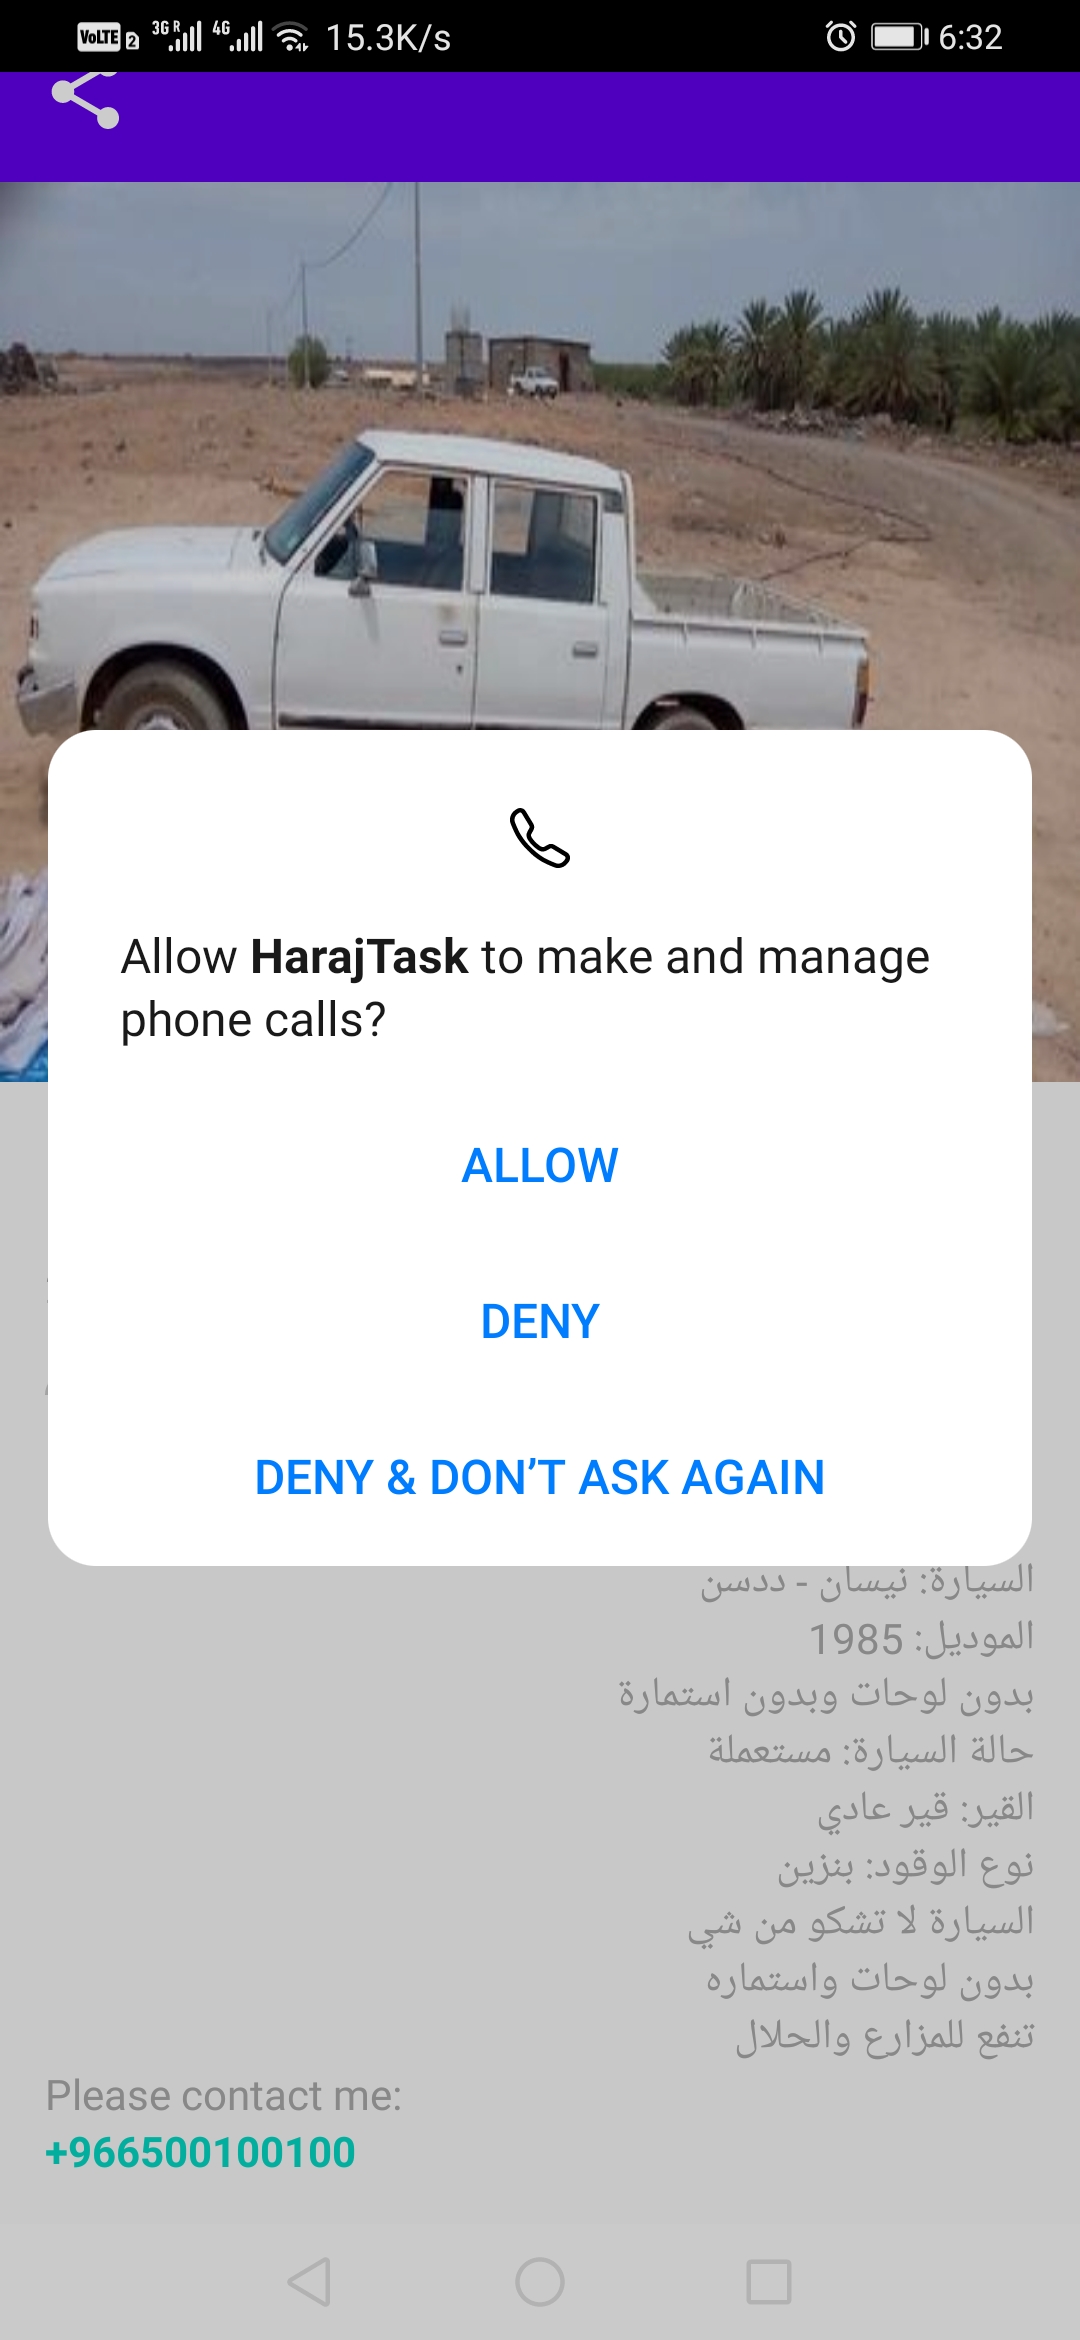 VoLTE 2 3G R 4G 15.3K/s 6:32
Allow HarajTask to make and manage
phone calls?
ALLOW
DENY
DENY & DON’T ASK AGAIN
السيارة: نيسان - ددسن
الموديل: 1985
بدون لوحات وبدون استمارة
حالة السيارة: مستعملة
القير: قير عادي
نوع الوقود: بنزين
السيارة لا تشكو من شي
بدون لوحات واستماره
تنفع للمزارع والحلال
Please contact me:
+966500100100